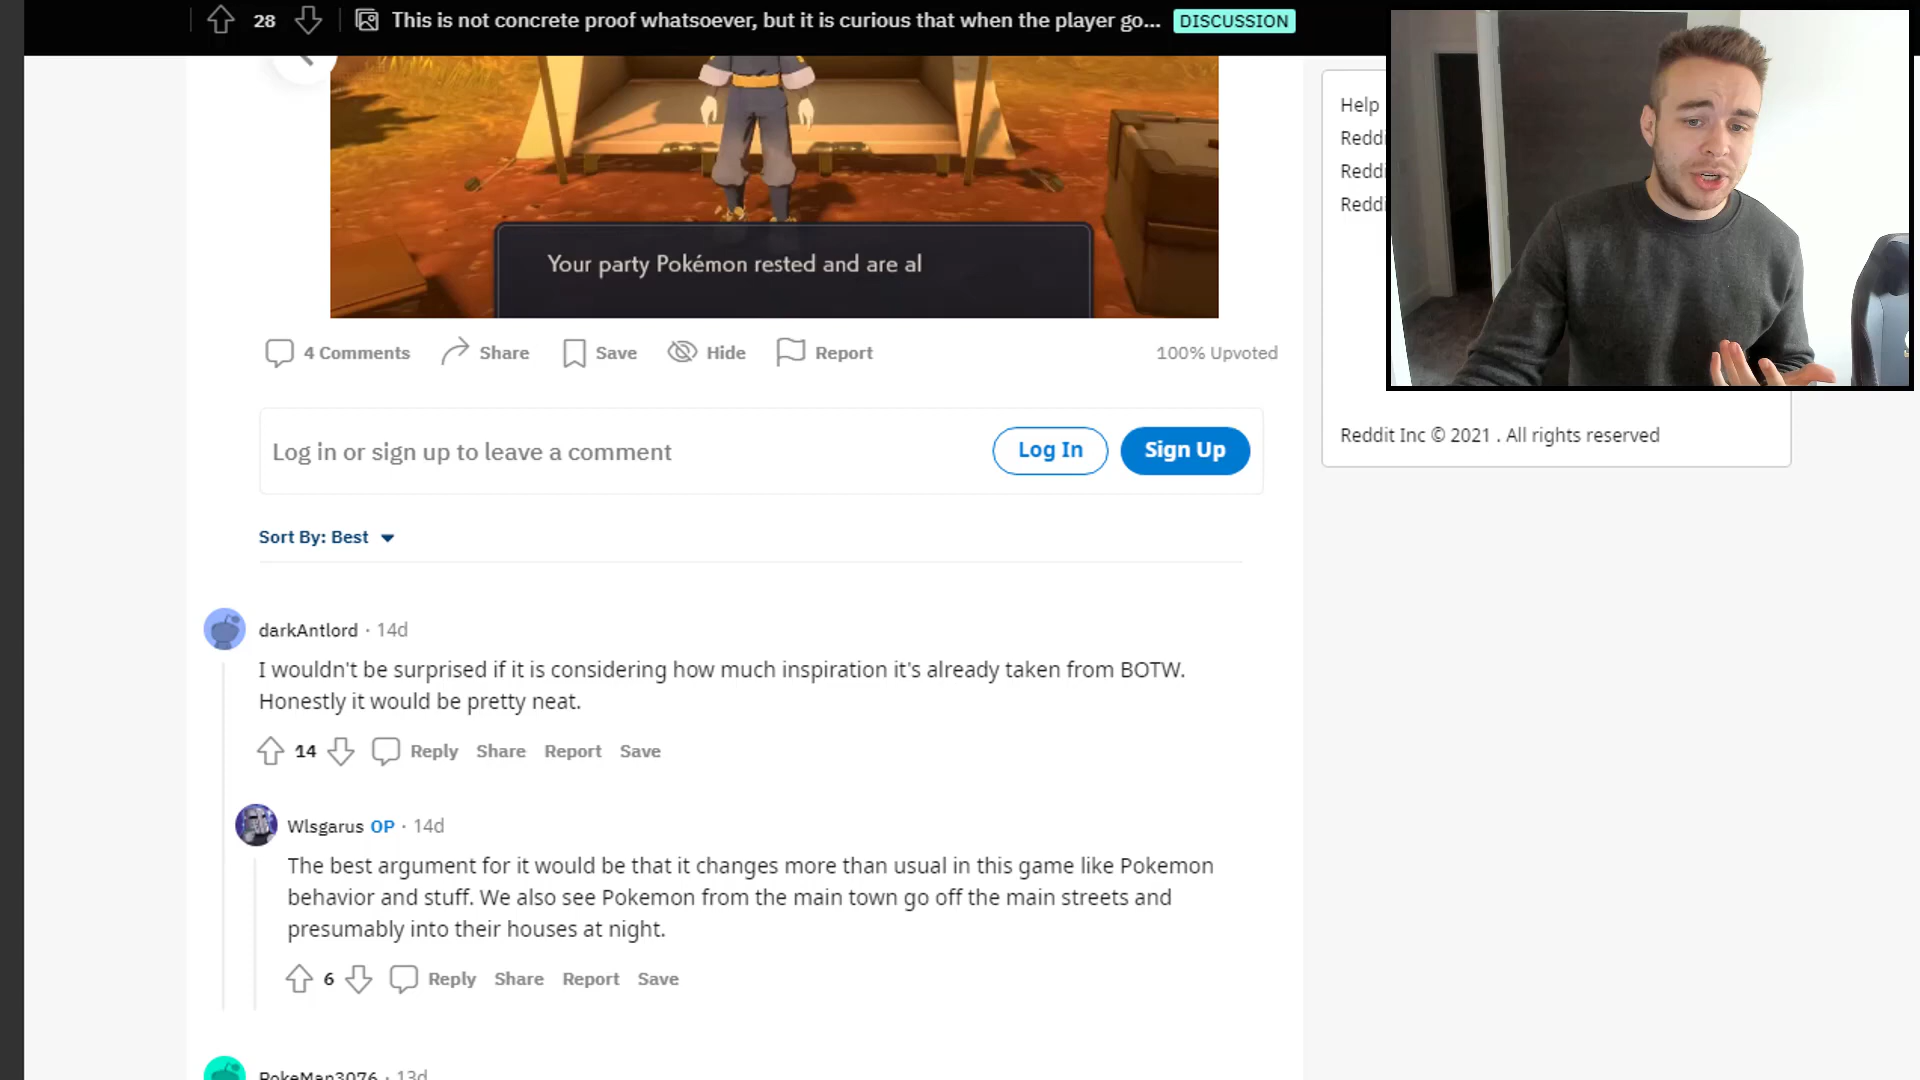 28 This is not concrete proof whatsoever, but it is curious that when the player go... DISCUSSION
Your party Pokémon rested and are al
Help
Reddi
Reddi
Reddi
4 Comments Share Save Hide Report 100% Upvoted
Reddit Inc © 2021 . All rights reserved
Log in or sign up to leave a comment Log In Sign Up
Sort By: Best
darkAntlord · 14d
I wouldn't be surprised if it is considering how much inspiration it's already taken from BOTW.
Honestly it would be pretty neat.
14 Reply Share Report Save
Wlsgarus OP · 14d
The best argument for it would be that it changes more than usual in this game like Pokemon
behavior and stuff. We also see Pokemon from the main town go off the main streets and
presumably into their houses at night.
6 Reply Share Report Save
PokeMan3076 · 13d